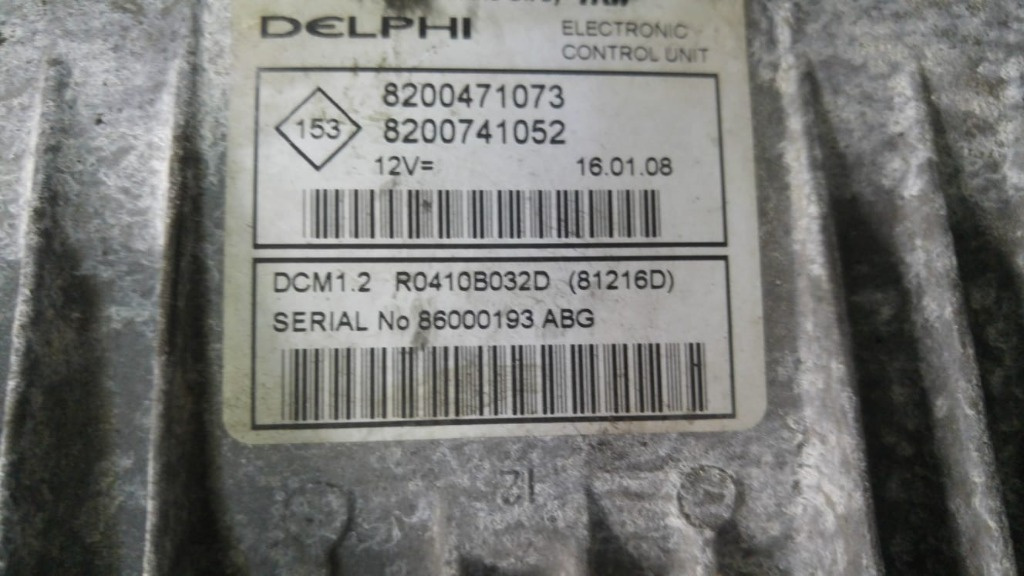 DELPHI
ELECTRONIC
CONTROL UNIT
153
8200471073
8200741052
12V=
16.01.08
DCM1.2 R0410B032D (81216D)
SERIAL No 86000193 ABG